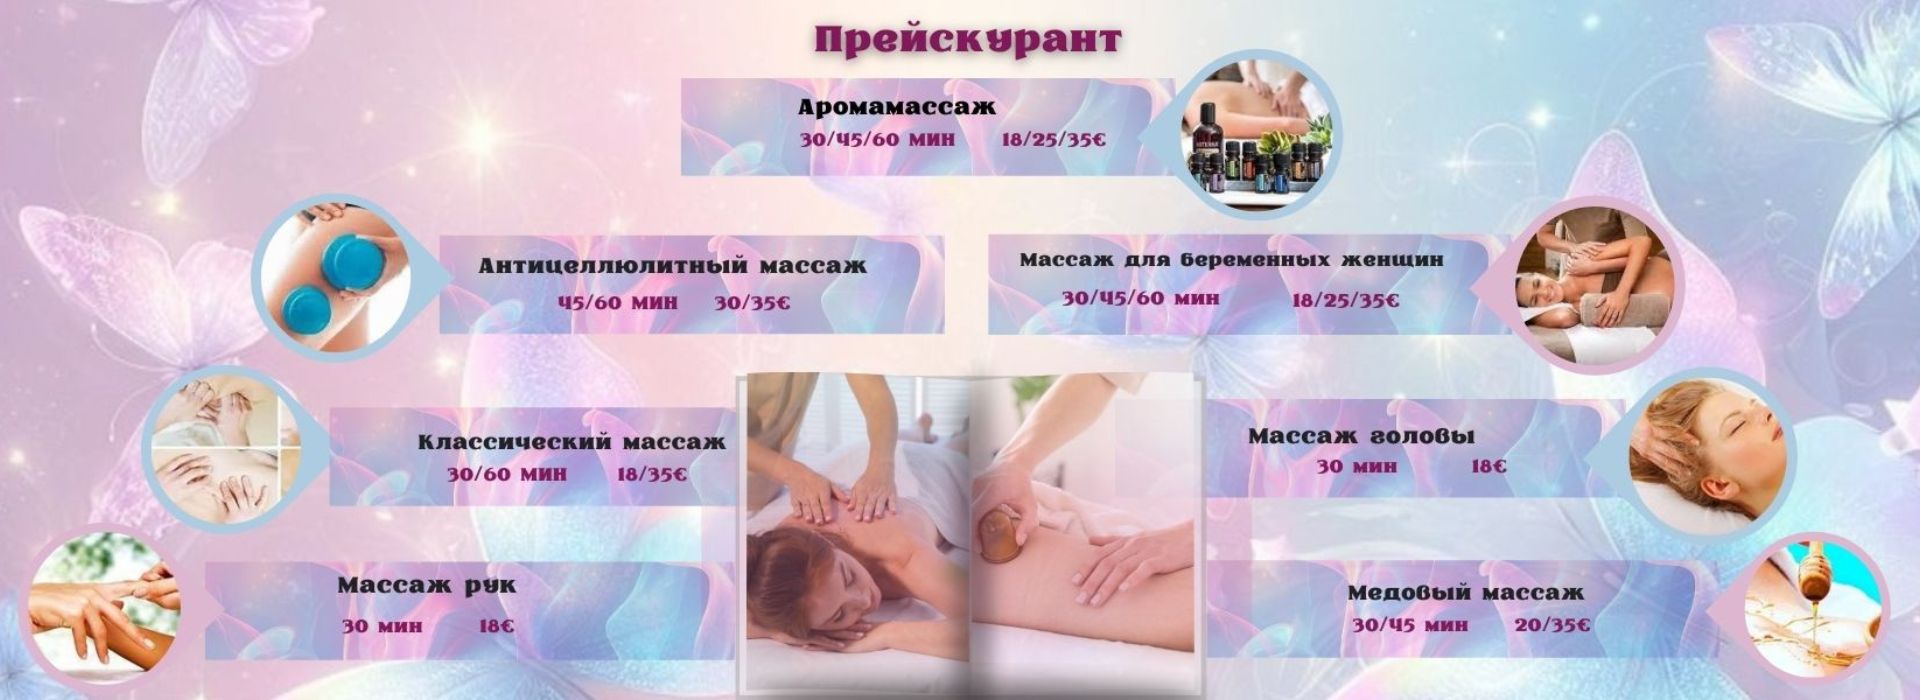 Прейскурант
Аромамассаж
30/45/60 мин 18/25/35€
Антицеллюлитный массаж
45/60 мин 30/35€
Массаж для беременных женщин
30/45/60 мин 18/25/35€
Классический массаж
30/60 мин 18/35€
Массаж головы
30 мин 18€
Массаж рук
30 мин 18€
Медовый массаж
30/45 мин 20/35€